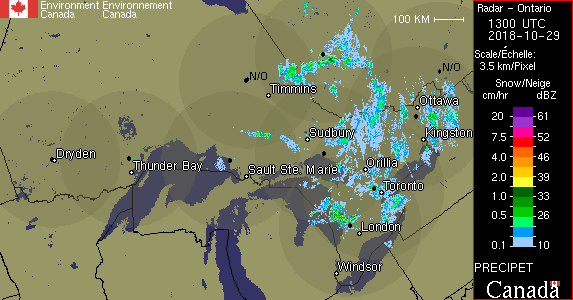 Environment Environnement
Canada Canada
100 KM
N/O
N/O
Timmins
Ottawa
Sudbury
Kingston
Dryden
Thunder Bay
Sault Ste. Marie
Orillia
Toronto
London
Windsor
Radar - Ontario
1300 UTC
2018-10-29
Scale/Échelle:
3.5 km/Pixel
Snow/Neige
cm/hr dBZ
20 61
7.5 57
5.5 52
4.0 46
2.0 39
1.0 33
0.5 26
0.1 10
PRECIPET
Canada